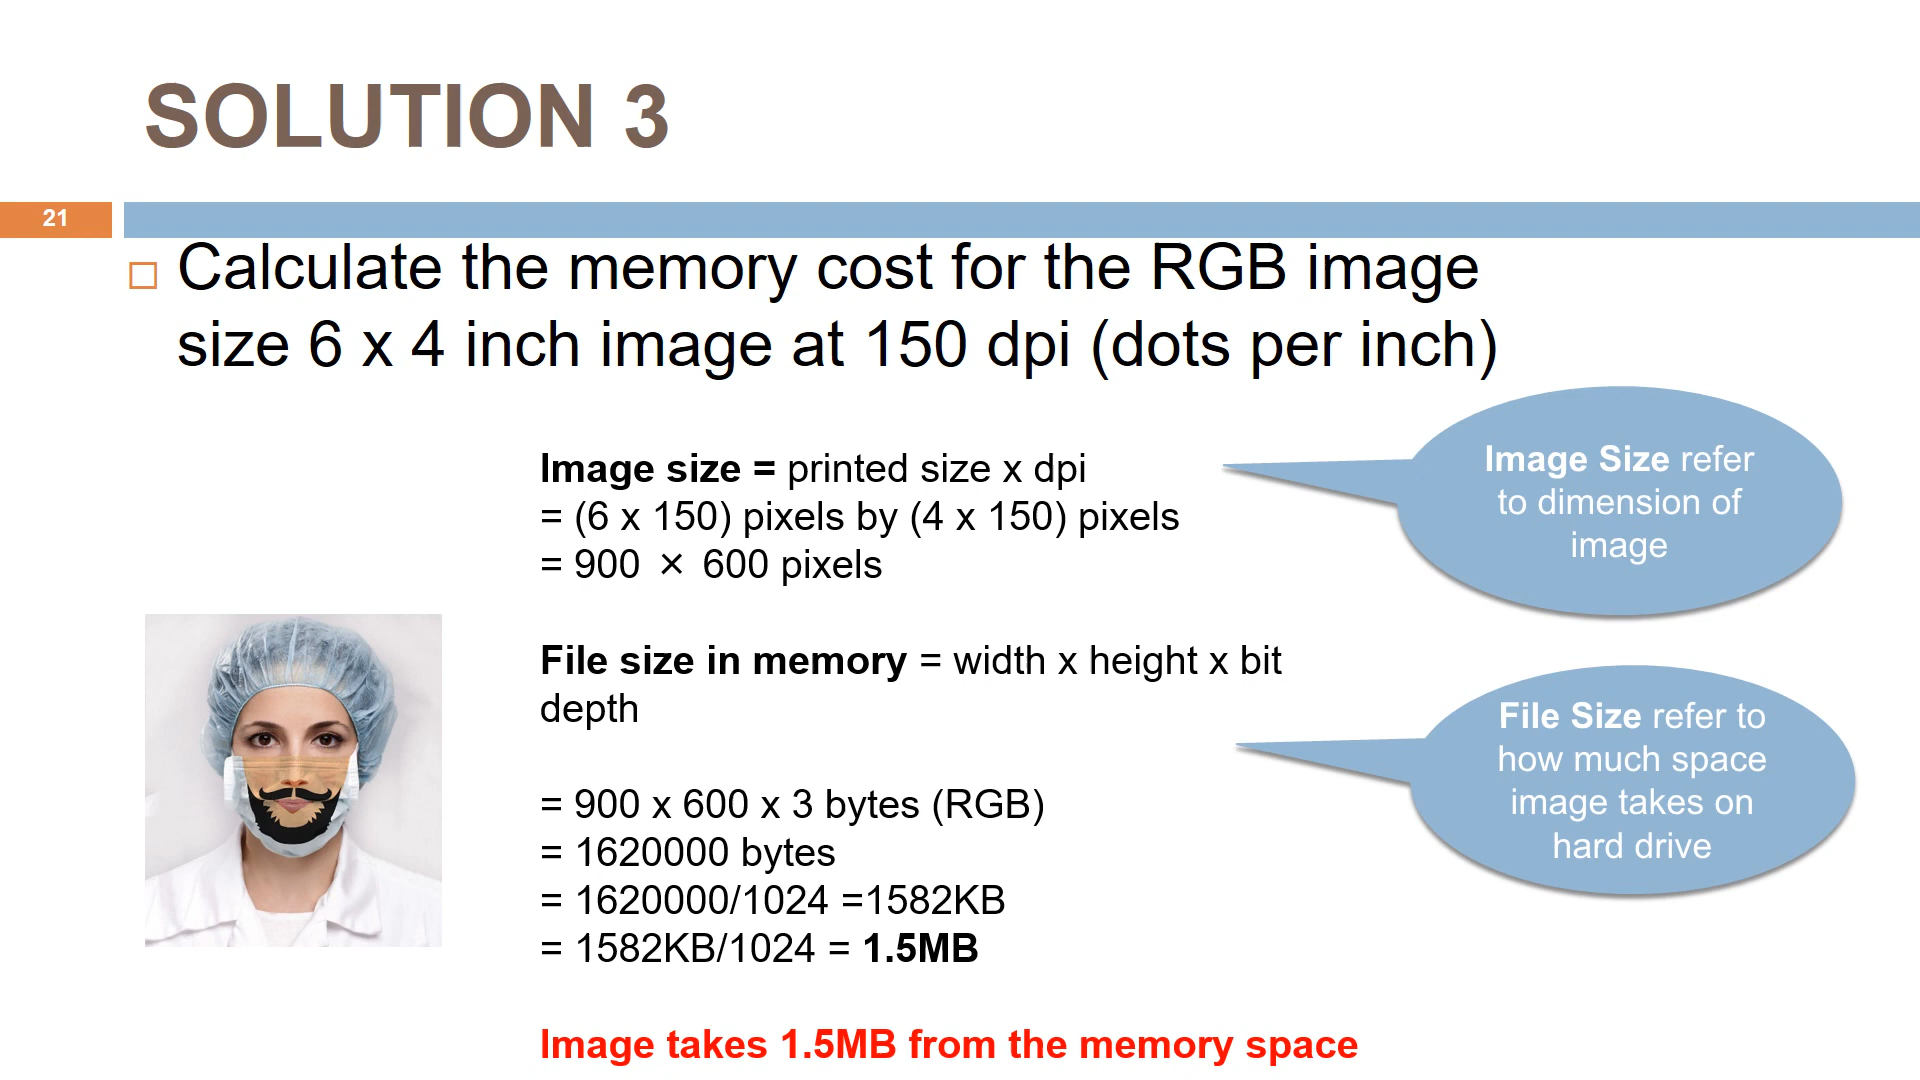 SOLUTION 3
21
Calculate the memory cost for the RGB image
size 6 x 4 inch image at 150 dpi (dots per inch)
Image size = printed size x dpi
= (6 x 150) pixels by (4 x 150) pixels
= 900 × 600 pixels
Image Size refer
to dimension of
image
File size in memory = width x height x bit
depth
= 900 x 600 x 3 bytes (RGB)
= 1620000 bytes
= 1620000/1024 =1582KB
= 1582KB/1024 = 1.5MB
File Size refer to
how much space
image takes on
hard drive
Image takes 1.5MB from the memory space